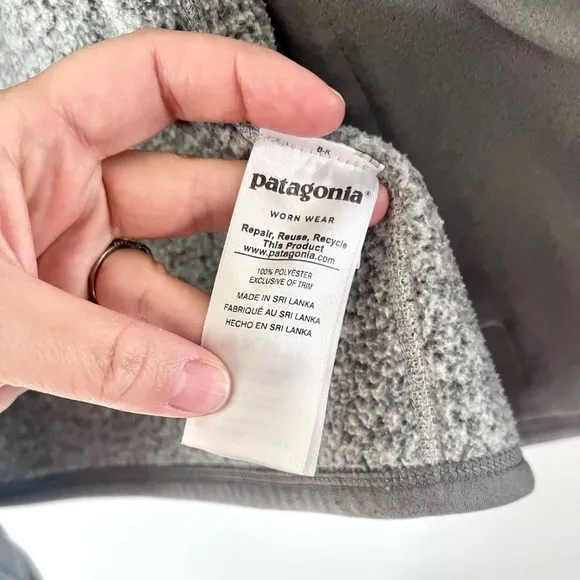 B-K
patagonia®
WORN WEAR
Repair, Reuse, Recycle
This Product
www.patagonia.com
100% POLYESTER
EXCLUSIVE OF TRIM
MADE IN SRI LANKA
FABRIQUÉ AU SRI LANKA
HECHO EN SRI LANKA